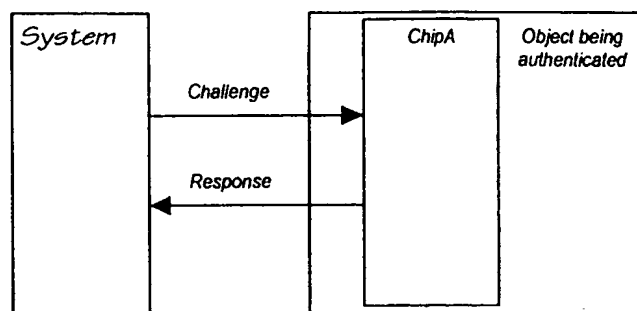 System
ChipA
Object being
authenticated
Challenge
Response